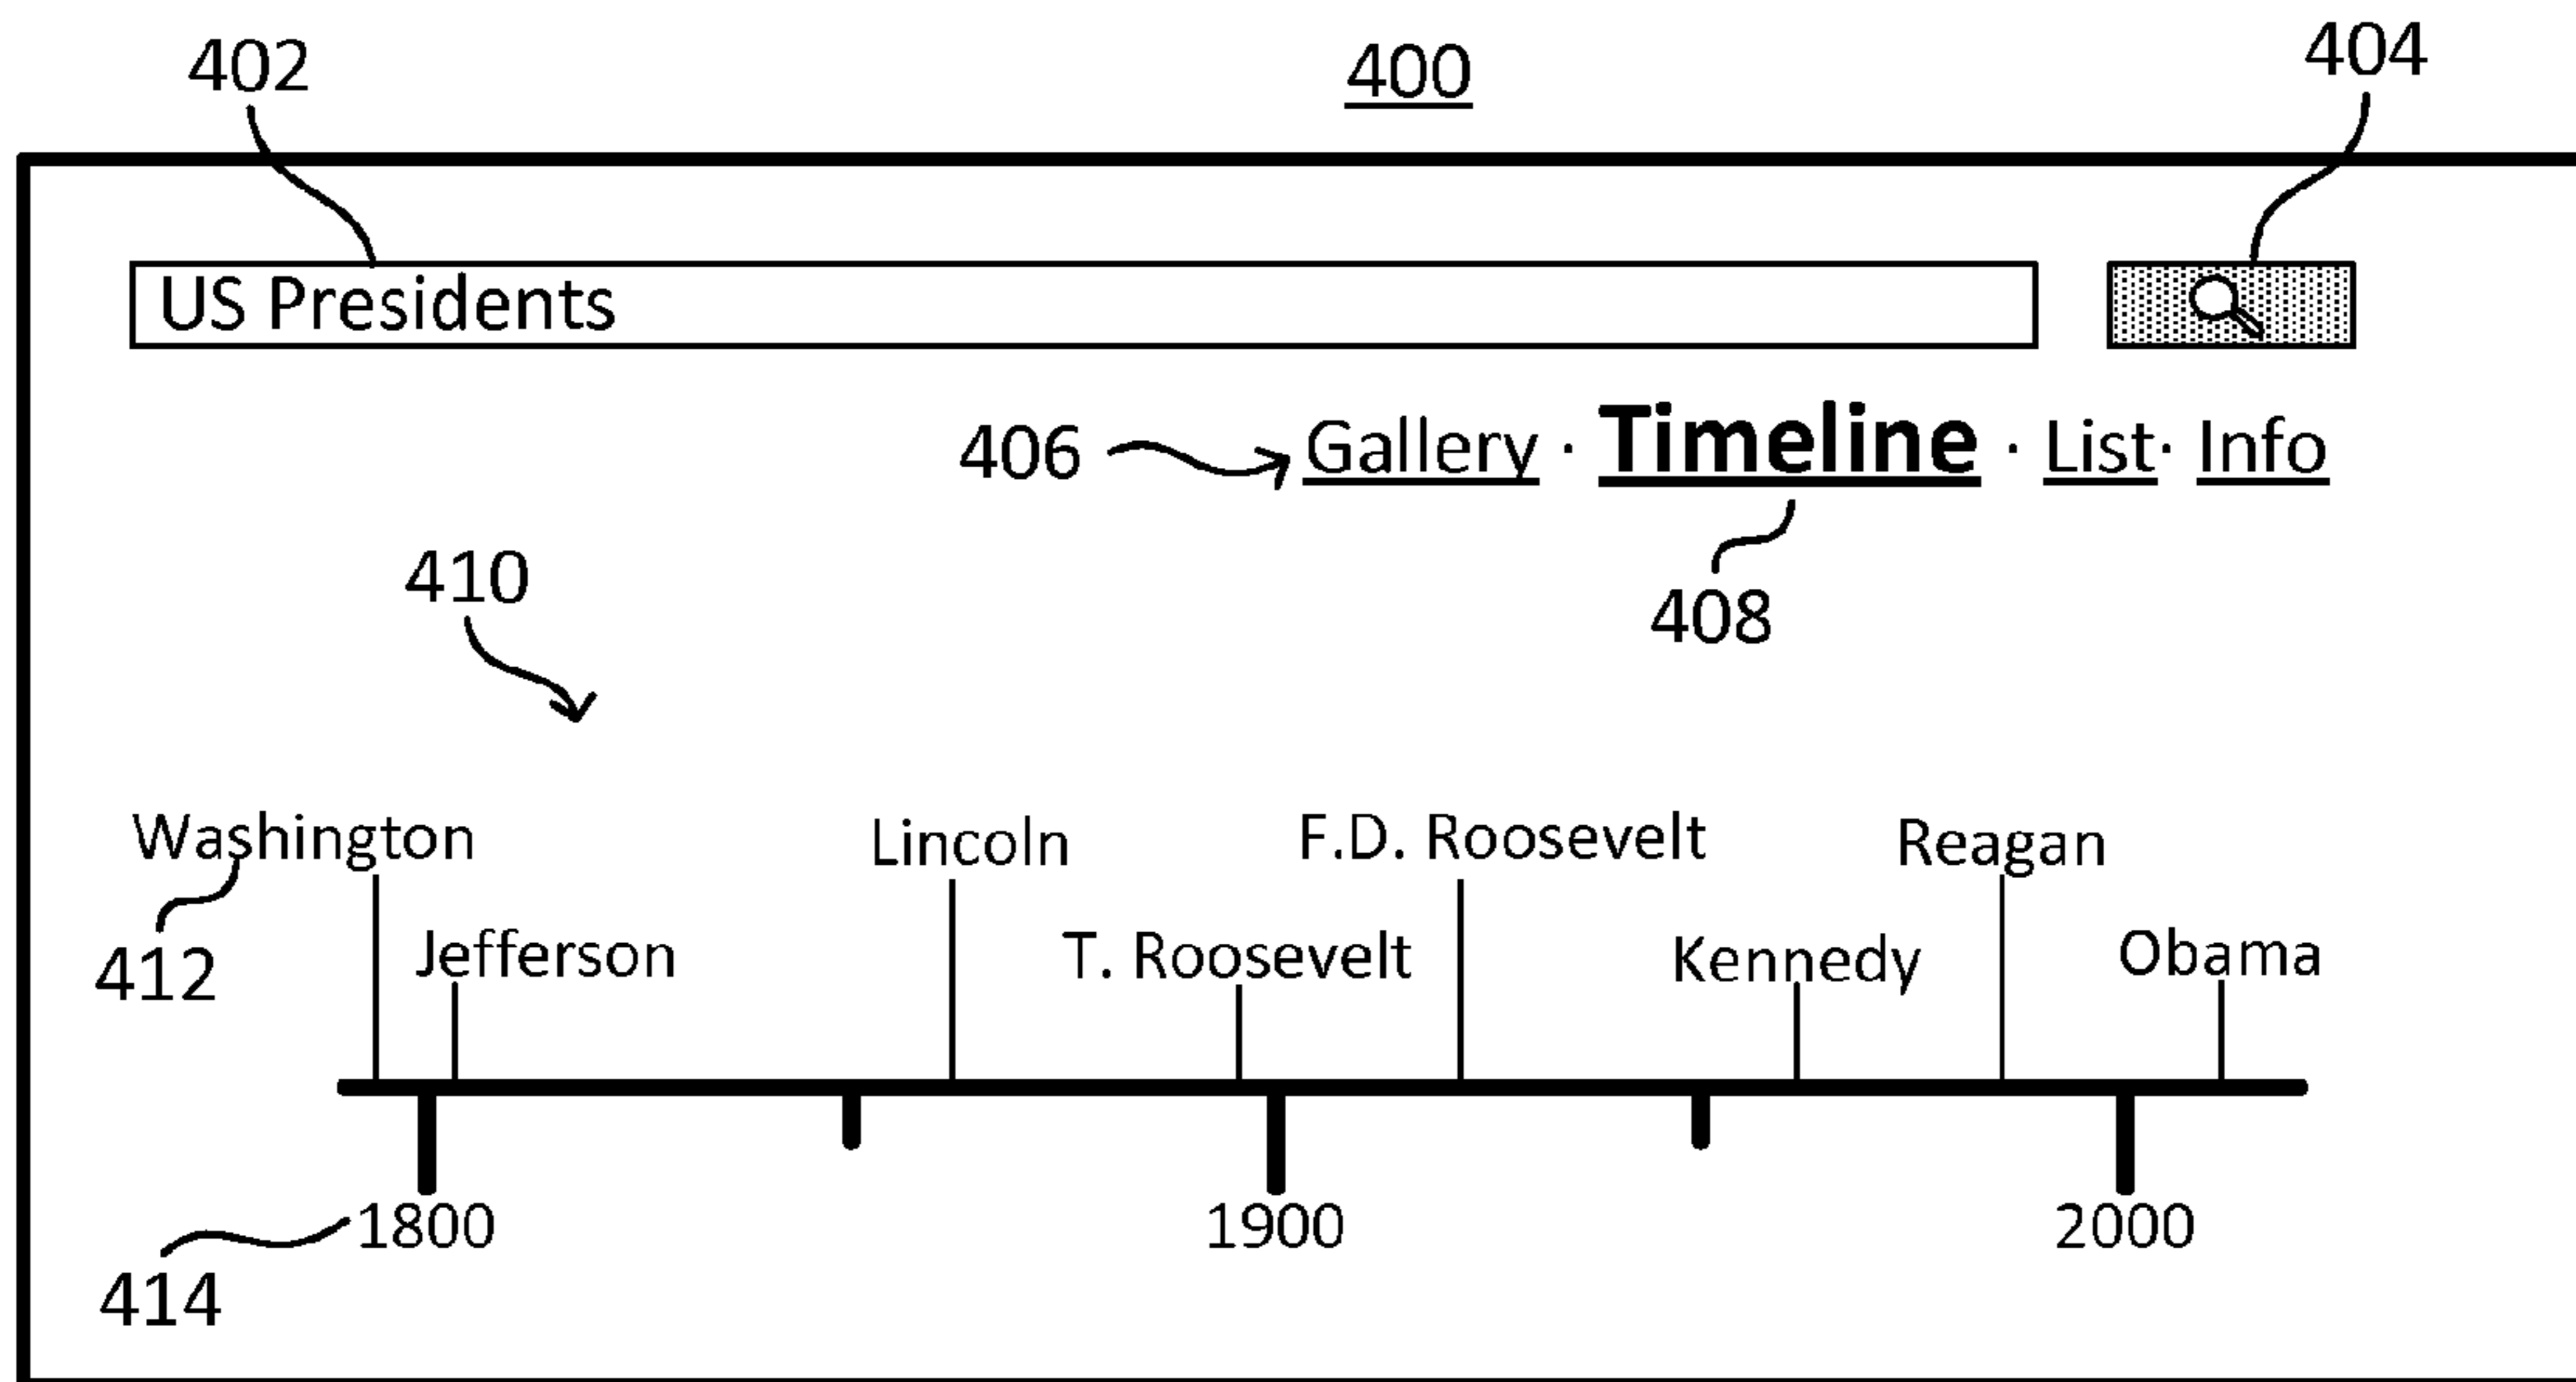 402 400 404
US Presidents
406 Gallery · Timeline · List· Info
410
408
Washington Lincoln F.D. Roosevelt Reagan
412 Jefferson T. Roosevelt Kennedy Obama
1800 1900 2000
414